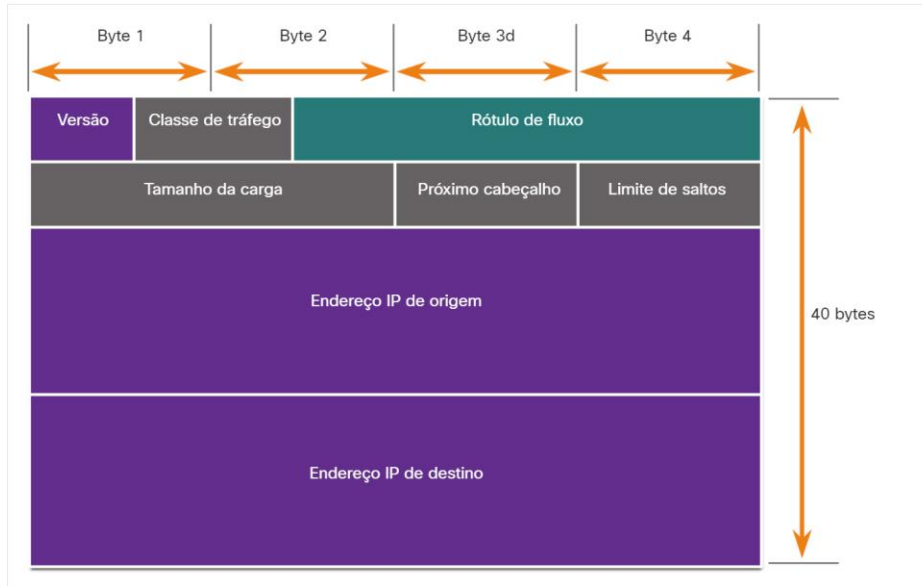 Byte 1 Byte 2 Byte 3d Byte 4
Versão Classe de tráfego Rótulo de fluxo
Tamanho da carga Próximo cabeçalho Limite de saltos
Endereço IP de origem
40 bytes
Endereço IP de destino